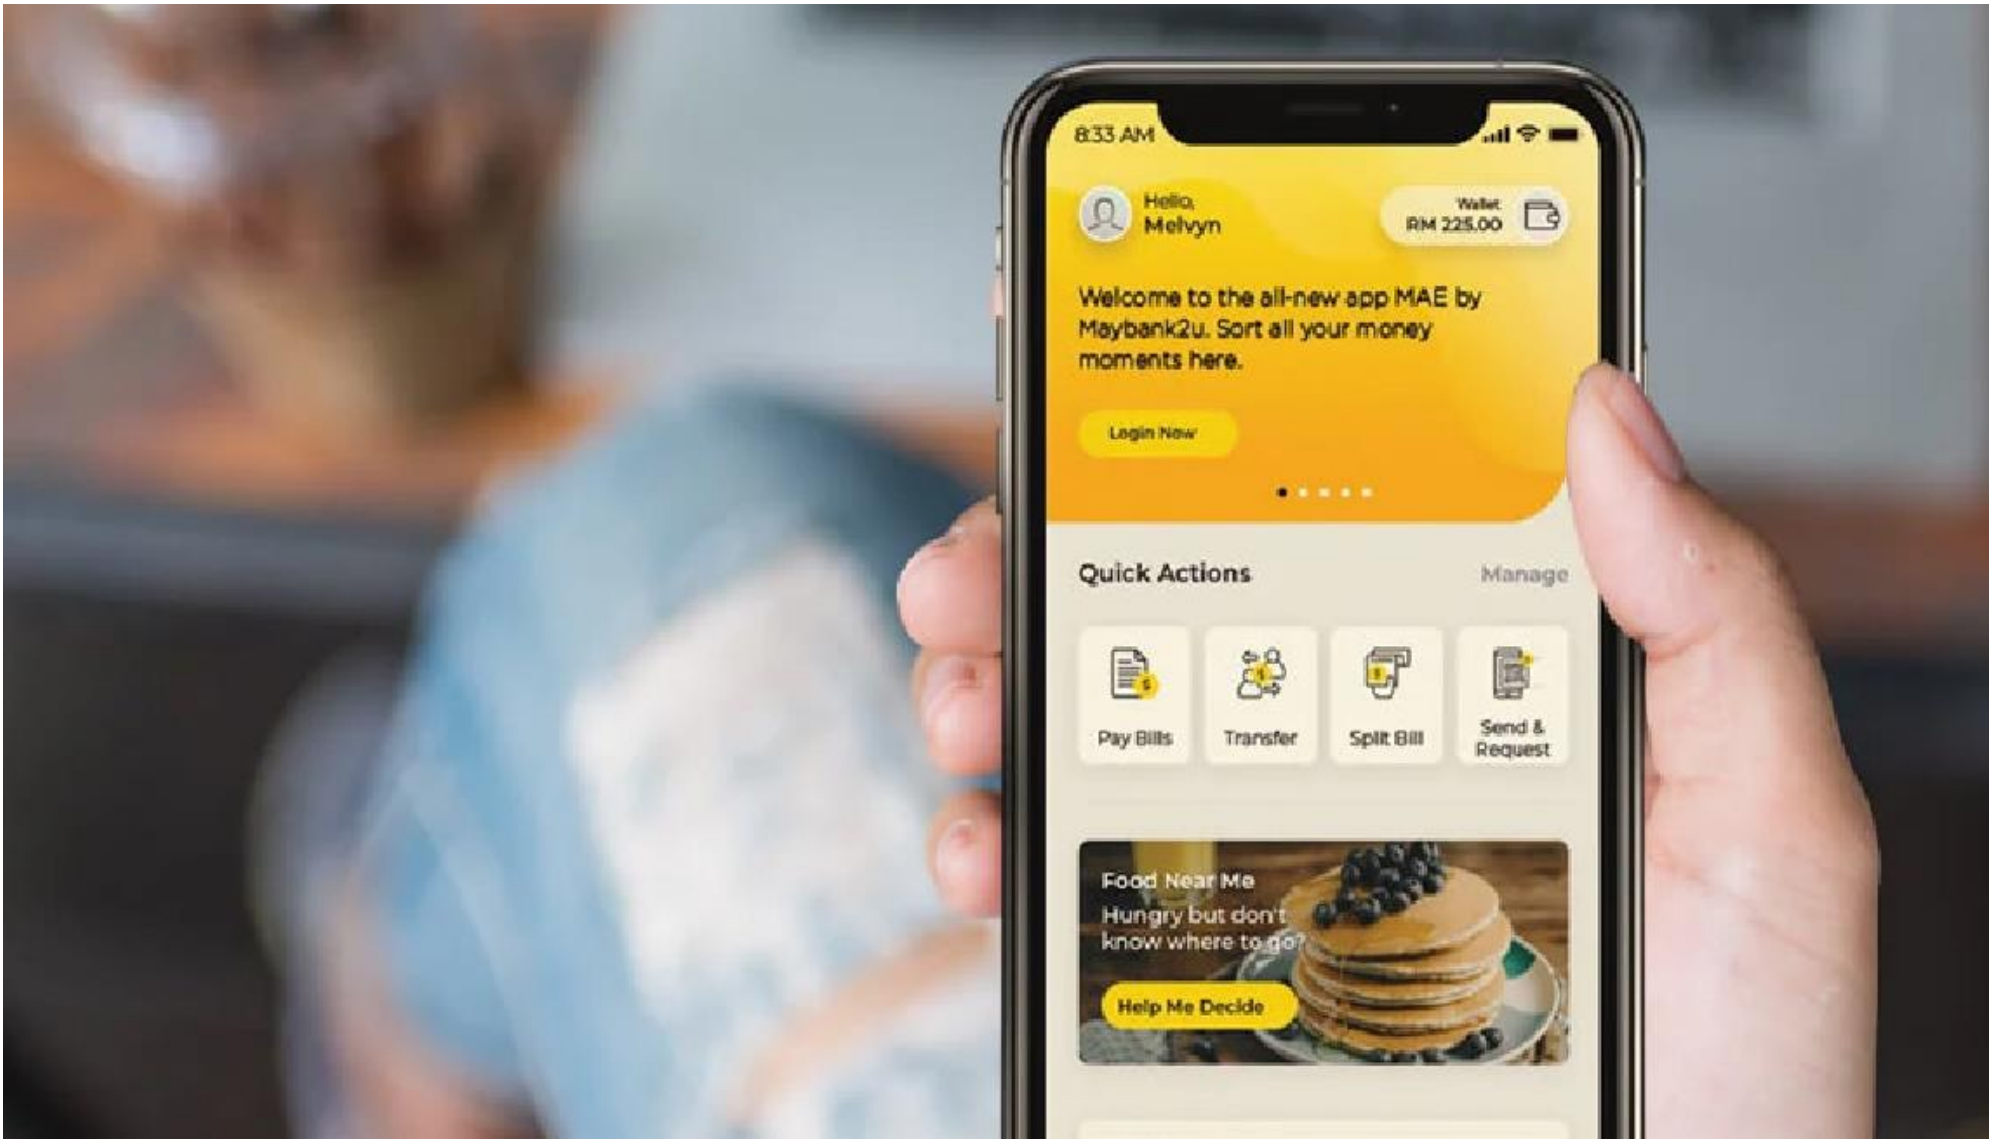 8:33 AM
Hello,
Melvyn
Wallet
RM 225.00
Welcome to the all-new app MAE by
Maybank2u. Sort all your money
moments here.
Login Now
Quick Actions
Manage
Pay Bills
Transfer
Split Bill
Send &
Request
Food Near Me
Hungry but don't
know where to go?
Help Me Decide